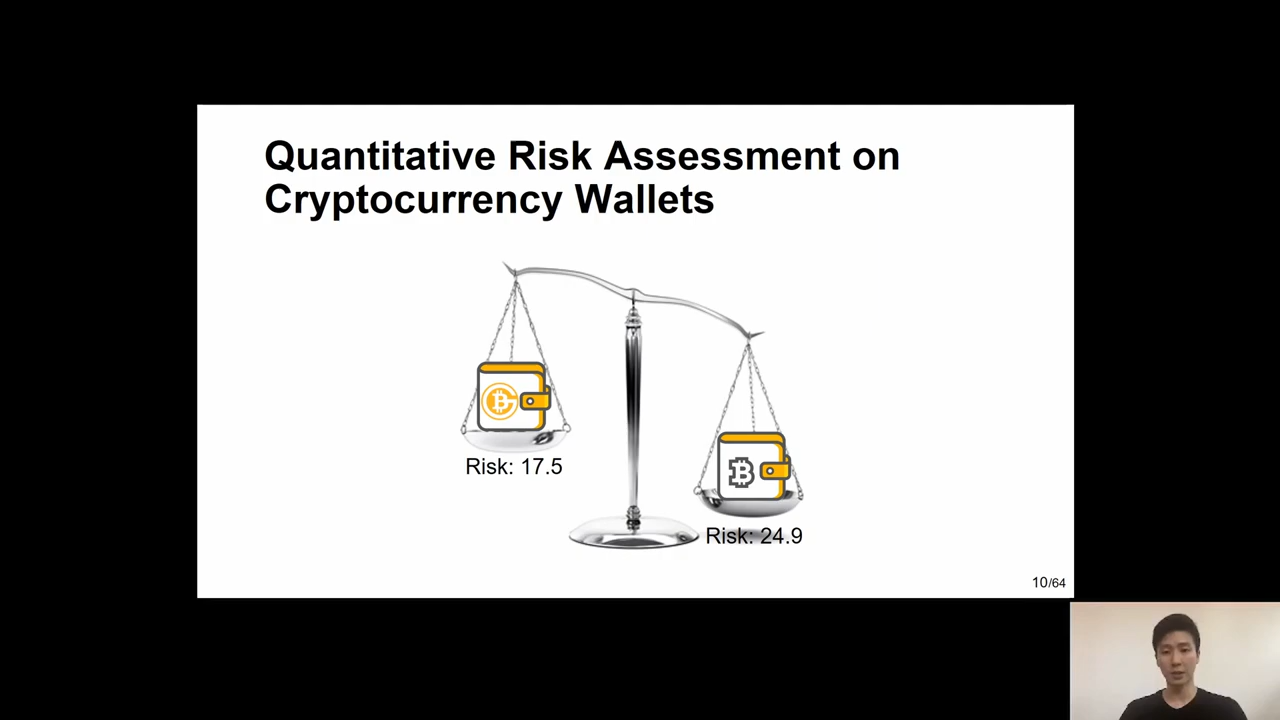 Quantitative Risk Assessment on
Cryptocurrency Wallets
Risk: 17.5
Risk: 24.9
10/64